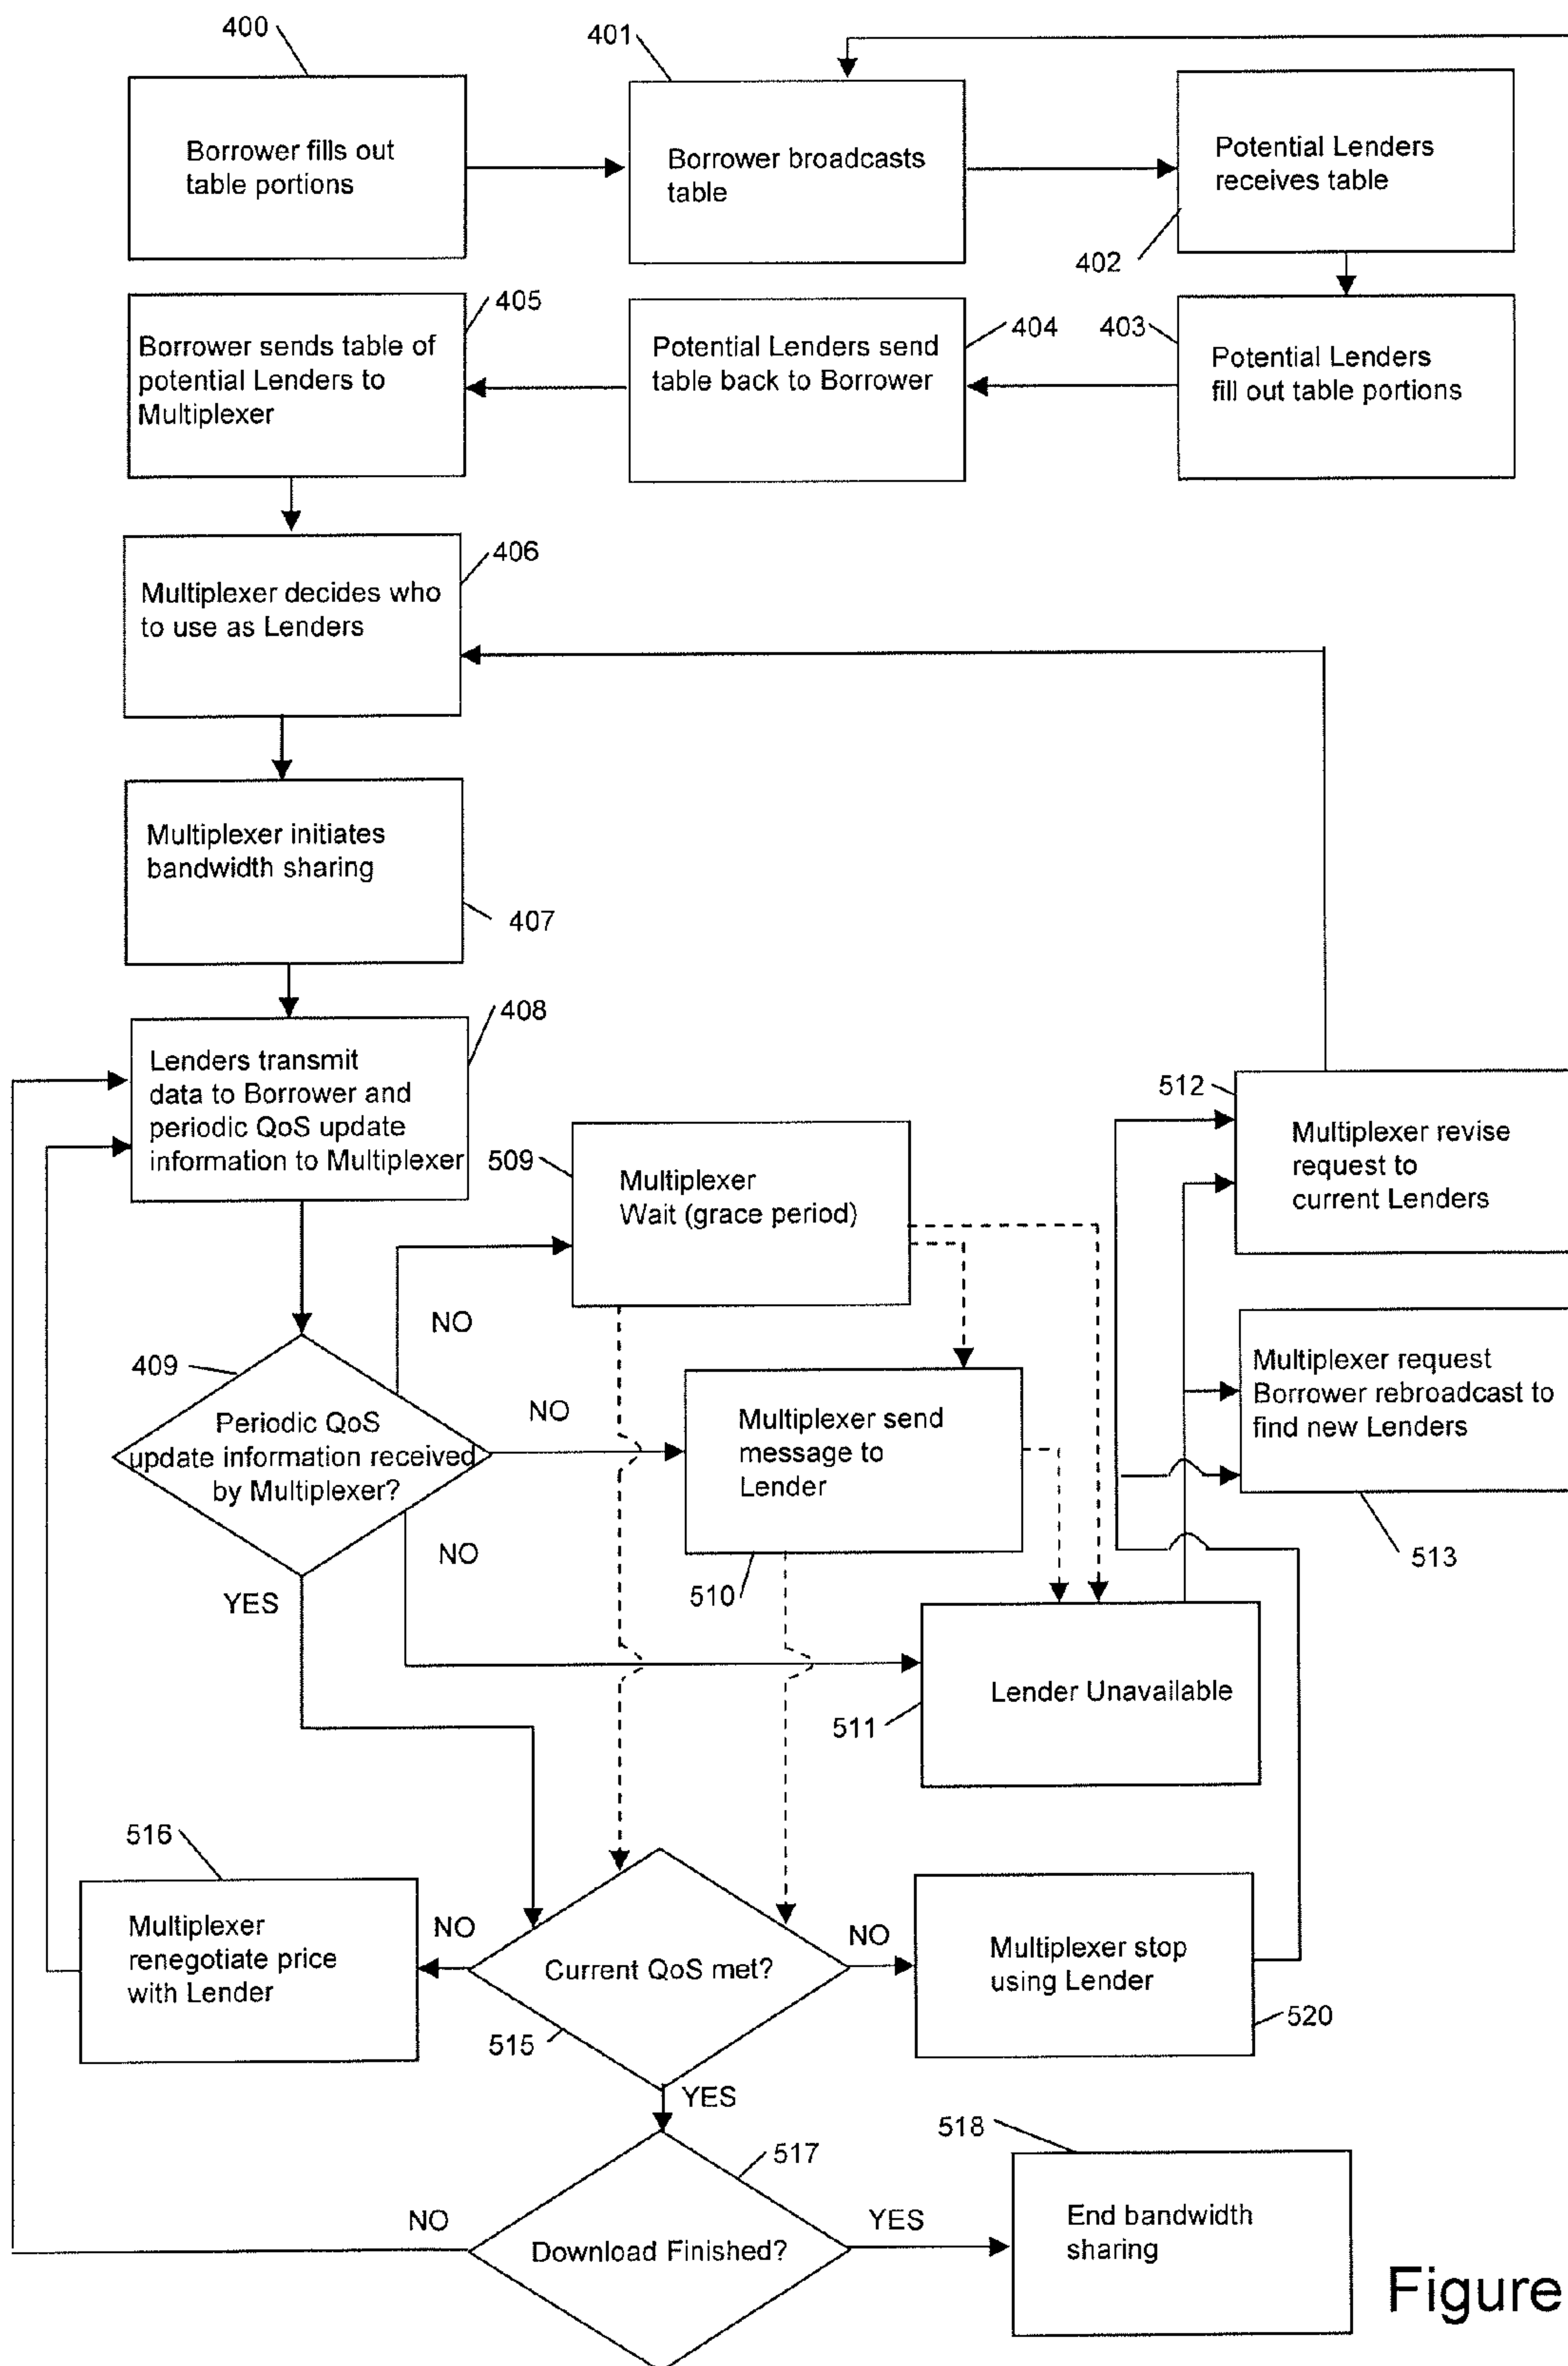 400
401
Borrower fills out
table portions
Borrower broadcasts
table
Potential Lenders
receives table
402
405
Borrower sends table of
potential Lenders to
Multiplexer
Potential Lenders send
table back to Borrower
404
403
Potential Lenders
fill out table portions
406
Multiplexer decides who
to use as Lenders
Multiplexer initiates
bandwidth sharing
407
408
Lenders transmit
data to Borrower and
periodic QoS update
information to Multiplexer
509
Multiplexer
Wait (grace period)
512
Multiplexer revise
request to
current Lenders
NO
409
Periodic QoS
update information received
by Multiplexer?
NO
Multiplexer send
message to
Lender
Multiplexer request
Borrower rebroadcast to
find new Lenders
NO
510
513
YES
Lender Unavailable
511
516
Multiplexer
renegotiate price
with Lender
NO
Current QoS met?
515
NO
Multiplexer stop
using Lender
520
YES
517
518
NO
Download Finished?
YES
End bandwidth
sharing
Figure